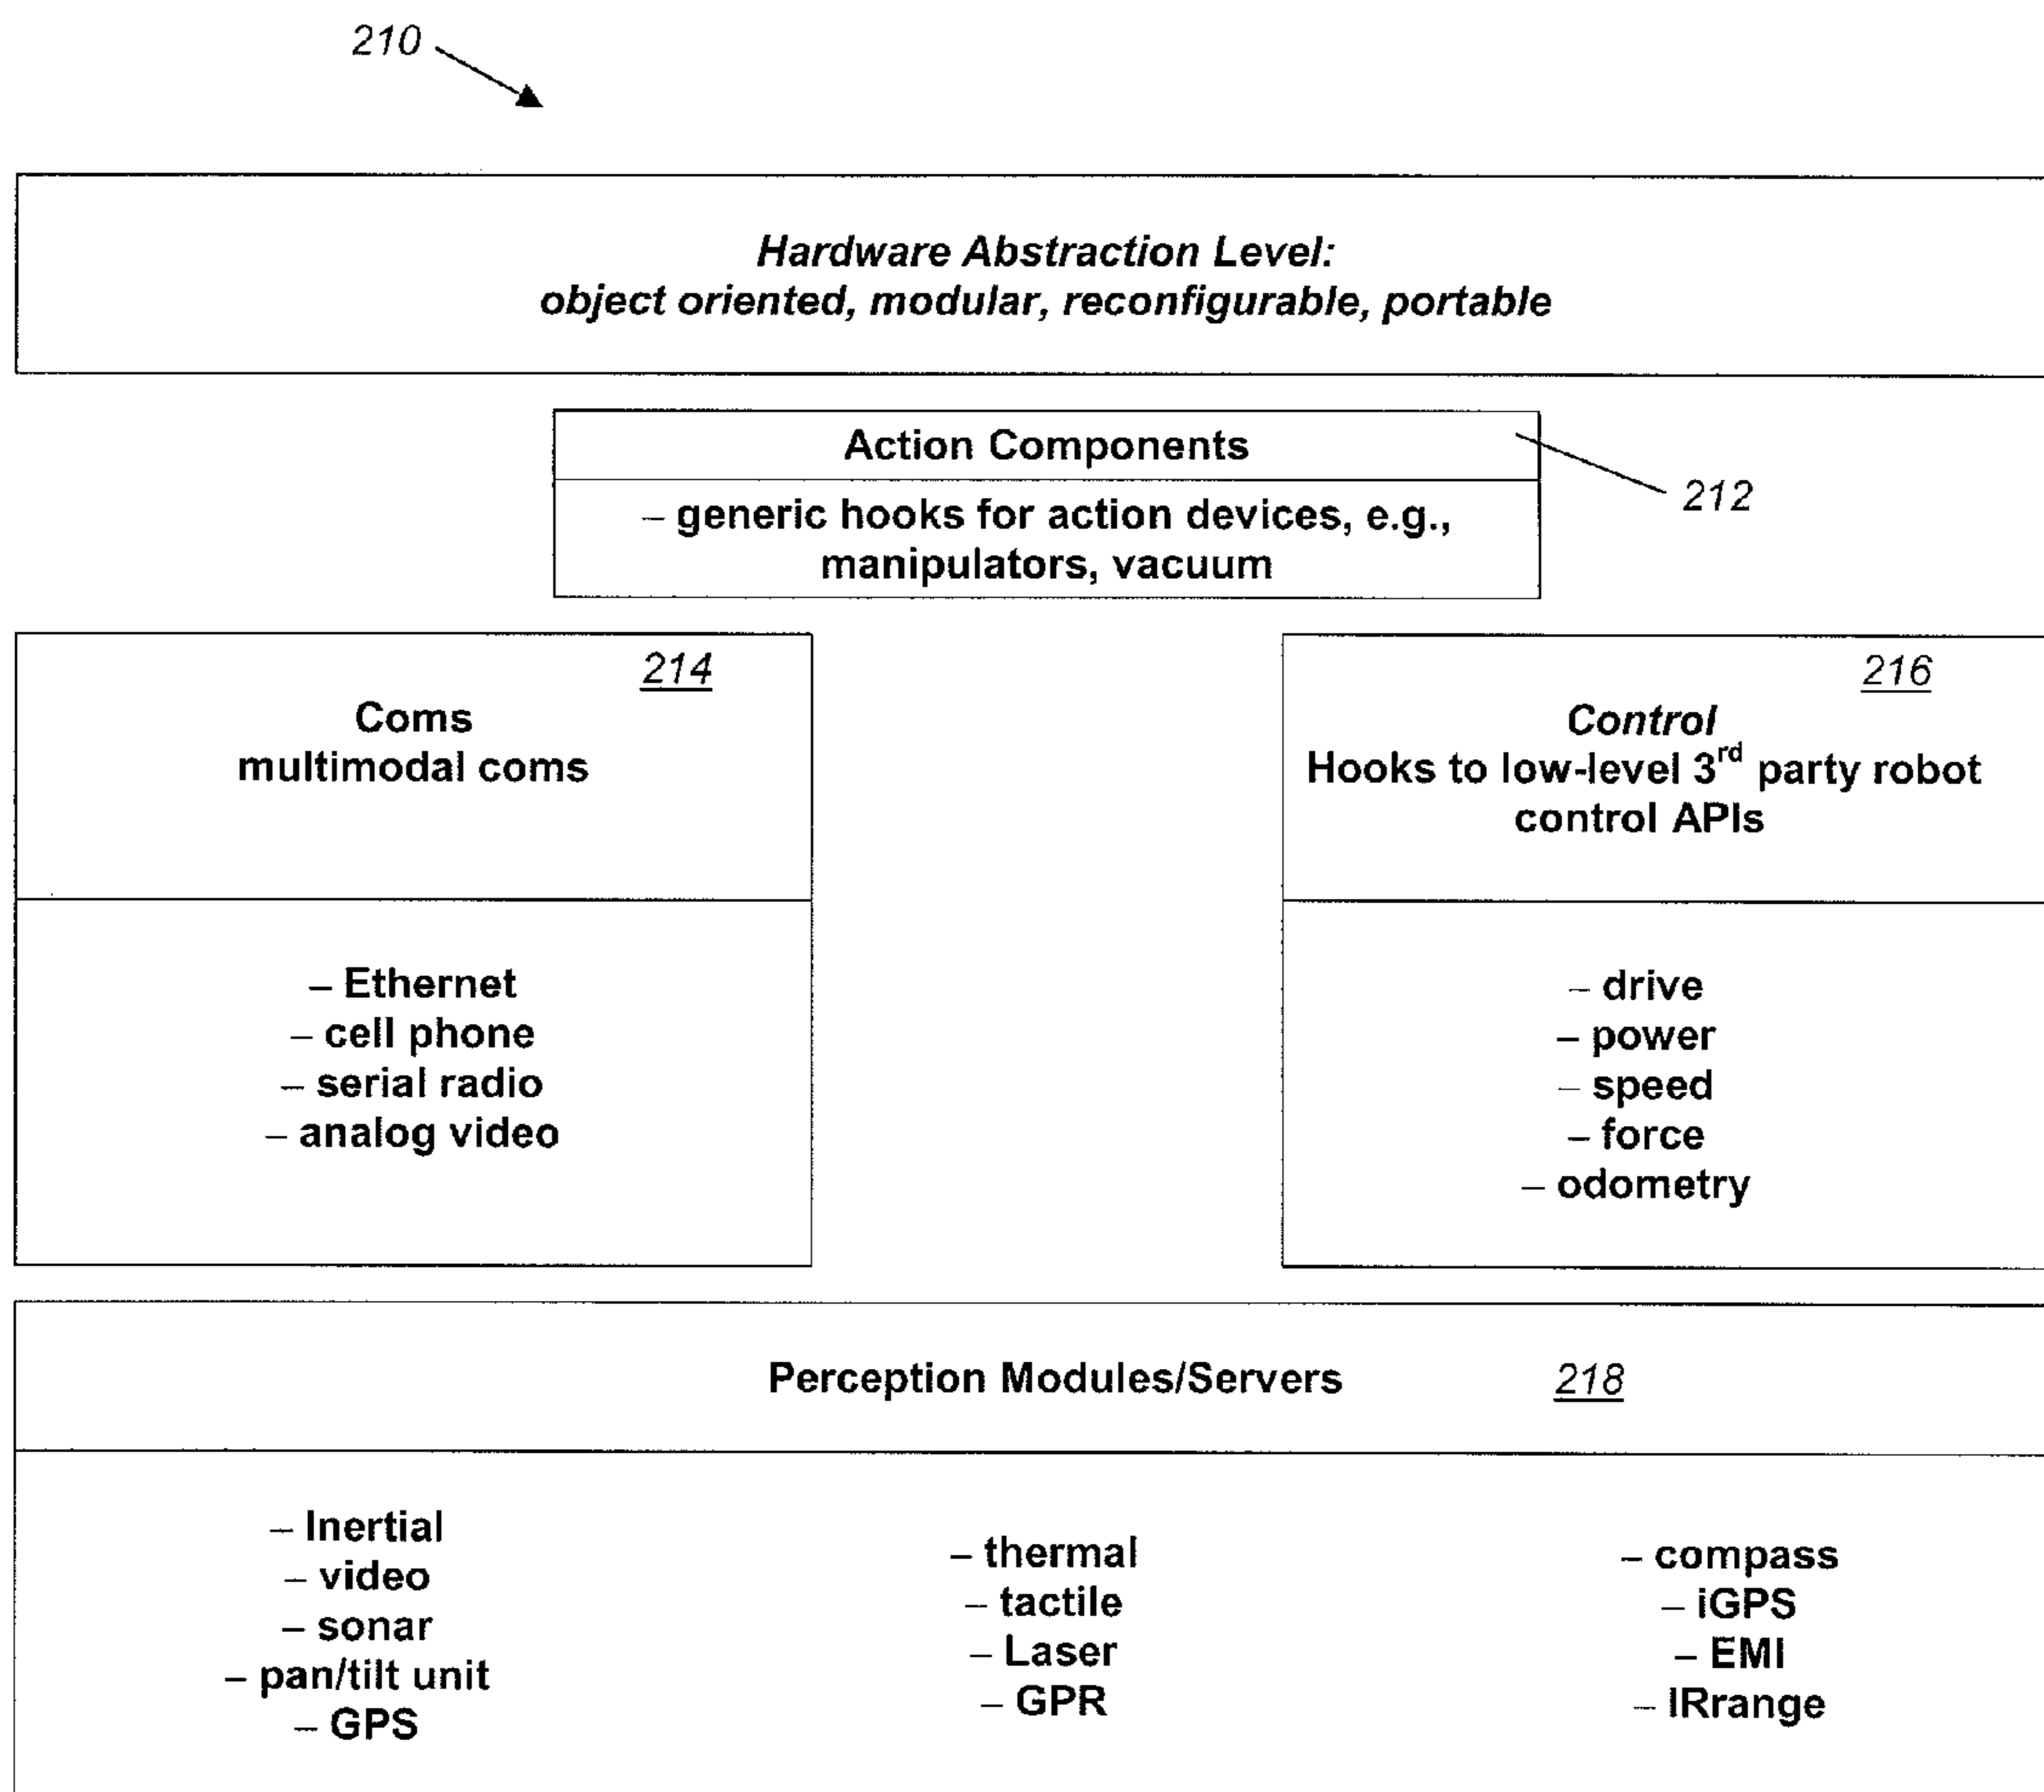 210
Hardware Abstraction Level:
object oriented, modular, reconfigurable, portable
Action Components
– generic hooks for action devices, e.g.,
manipulators, vacuum
212
214
Coms
multimodal coms
– Ethernet
– cell phone
– serial radio
– analog video
216
Control
Hooks to low-level 3rd party robot
control APIs
– drive
– power
– speed
– force
– odometry
Perception Modules/Servers 218
– Inertial
– video
– sonar
– pan/tilt unit
– GPS
– thermal
– tactile
– Laser
– GPR
– compass
– iGPS
– EMI
– IRrange